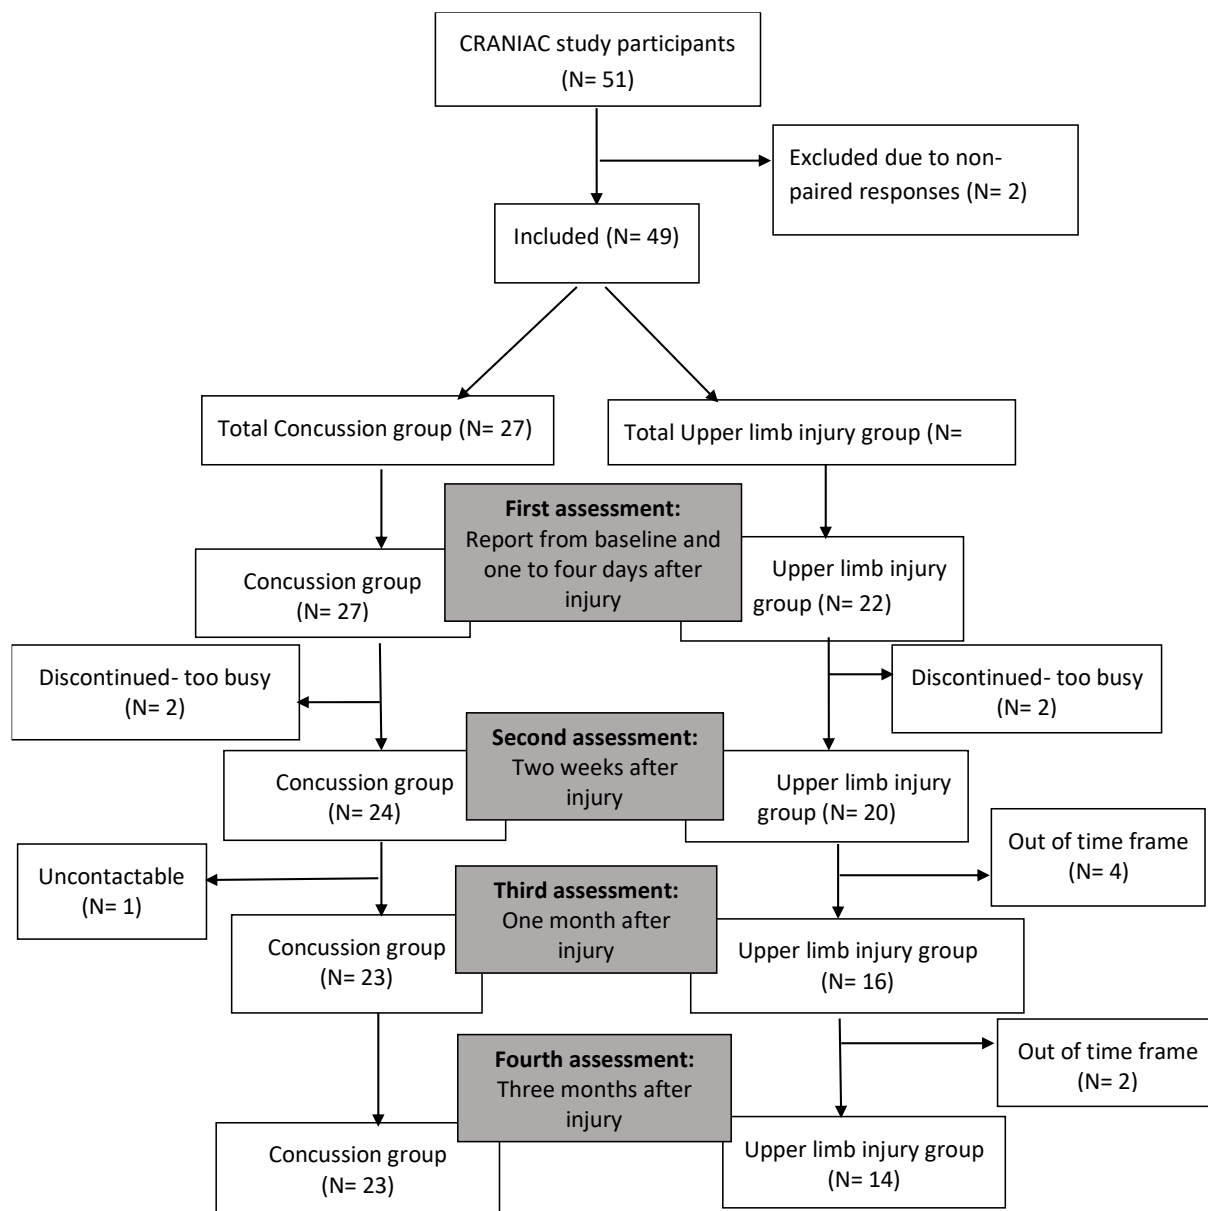 CRANIAC study participants
(N= 51)
Excluded due to non-
paired responses (N= 2)
Included (N= 49)
Total Concussion group (N= 27)
Total Upper limb injury group (N=
First assessment:
Report from baseline and
one to four days after
injury
Concussion group
(N= 27)
Upper limb injury
group (N= 22)
Discontinued- too busy
(N= 2)
Discontinued- too busy
(N= 2)
Second assessment:
Two weeks after
injury
Concussion group
(N= 24)
Upper limb injury
group (N= 20)
Uncontactable
(N= 1)
Out of time frame
(N= 4)
Third assessment:
One month after
injury
Concussion group
(N= 23)
Upper limb injury group
(N= 16)
Out of time frame
(N= 2)
Fourth assessment:
Three months after
injury
Concussion group
(N= 23)
Upper limb injury group
(N= 14)